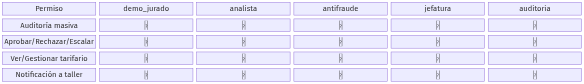 Permiso demo_jurado analista antifraude jefatura auditoria
Auditoría masiva
Aprobar/Rechazar/Escalar
Ver/Gestionar tarifario
Notificación a taller